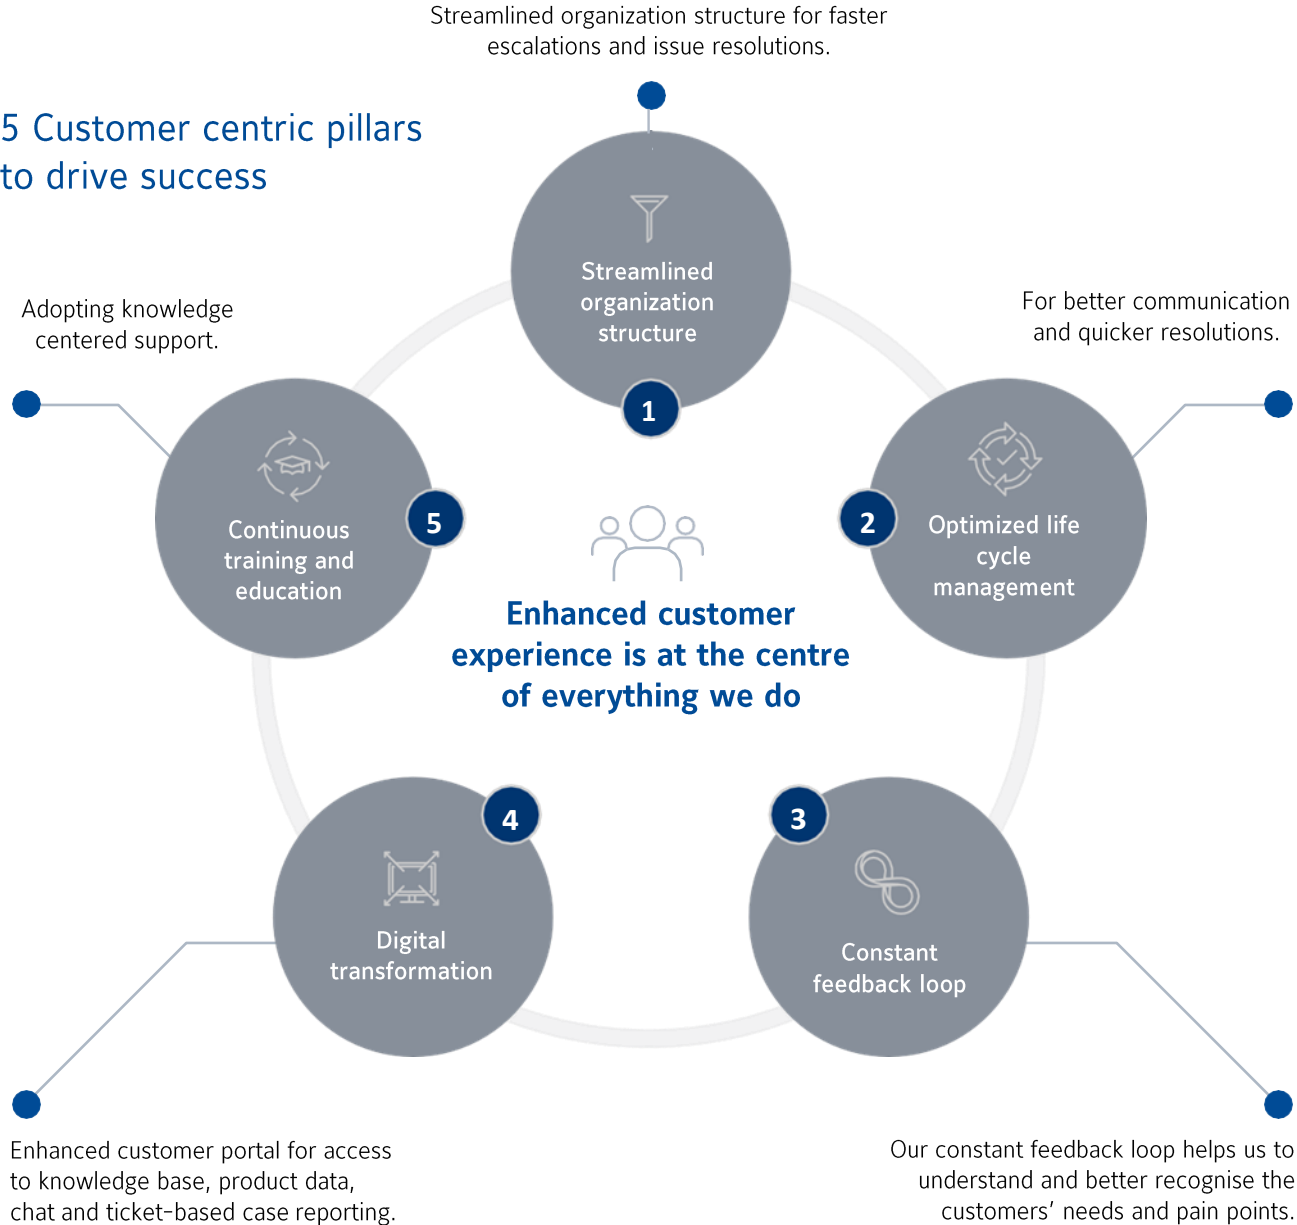 Streamlined organization structure for faster
escalations and issue resolutions.
5 Customer centric pillars
to drive success
Streamlined
organization
structure
1
For better communication
and quicker resolutions.
2
Optimized life
cycle
management
Adopting knowledge
centered support.
Continuous
training and
education
5
Enhanced customer
experience is at the centre
of everything we do
3
Constant
feedback loop
Our constant feedback loop helps us to
understand and better recognise the
customers’ needs and pain points.
4
Digital
transformation
Enhanced customer portal for access
to knowledge base, product data,
chat and ticket-based case reporting.